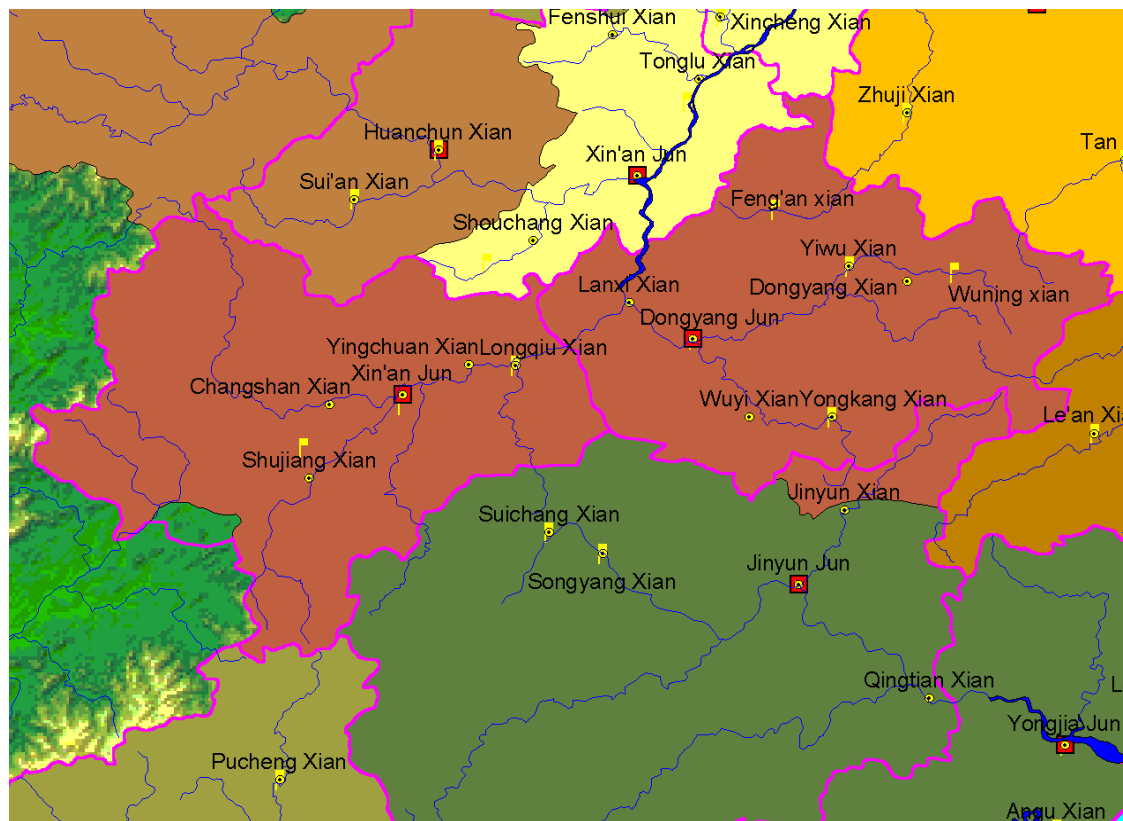 Fenshui Xian
Xincheng Xian
Tonglu Xian
Zhuji Xian
Huanchun Xian
Tan
Xin'an Jun
Sui'an Xian
Feng'an xian
Shouchang Xian
Yiwu Xian
Lanxi Xian
Dongyang Xian
Wuning xian
Dongyang Jun
Yingchuan Xian
Longqiu Xian
Xin'an Jun
Changshan Xian
Wuyi Xian
Yongkang Xian
Le'an Xia
Shujiang Xian
Jinyun Xian
Suichang Xian
Jinyun Jun
Songyang Xian
Qingtian Xian
L
Yongjia Jun
Pucheng Xian